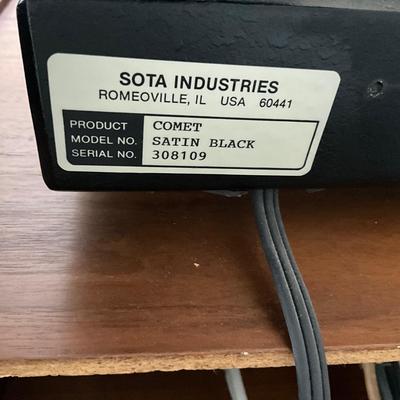 SOTA INDUSTRIES
ROMEOVILLE, IL USA 60441
PRODUCT COMET
MODEL NO. SATIN BLACK
SERIAL NO. 308109